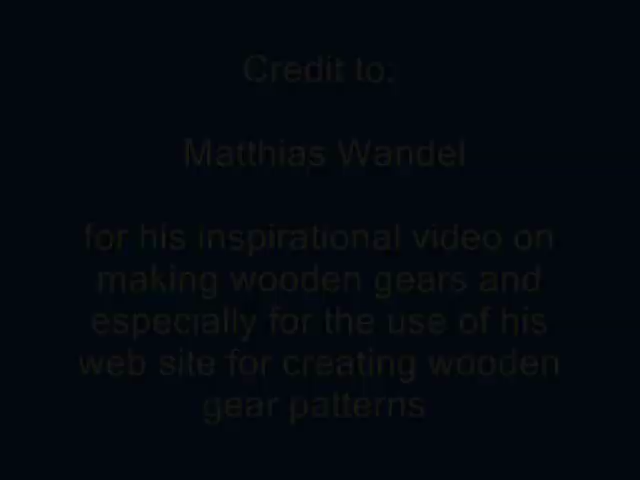 Credit to:
Matthias Wandel
for his inspirational video on
making wooden gears and
especially for the use of his
web site for creating wooden
gear patterns